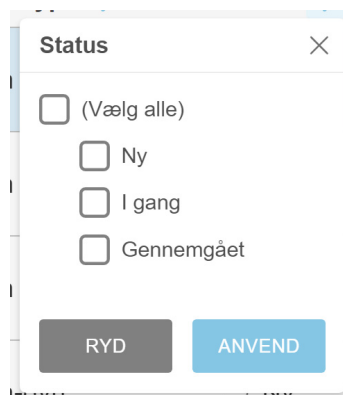 Status
(Vælg alle)
Ny
I gang
Gennemgået
RYD
ANVEND